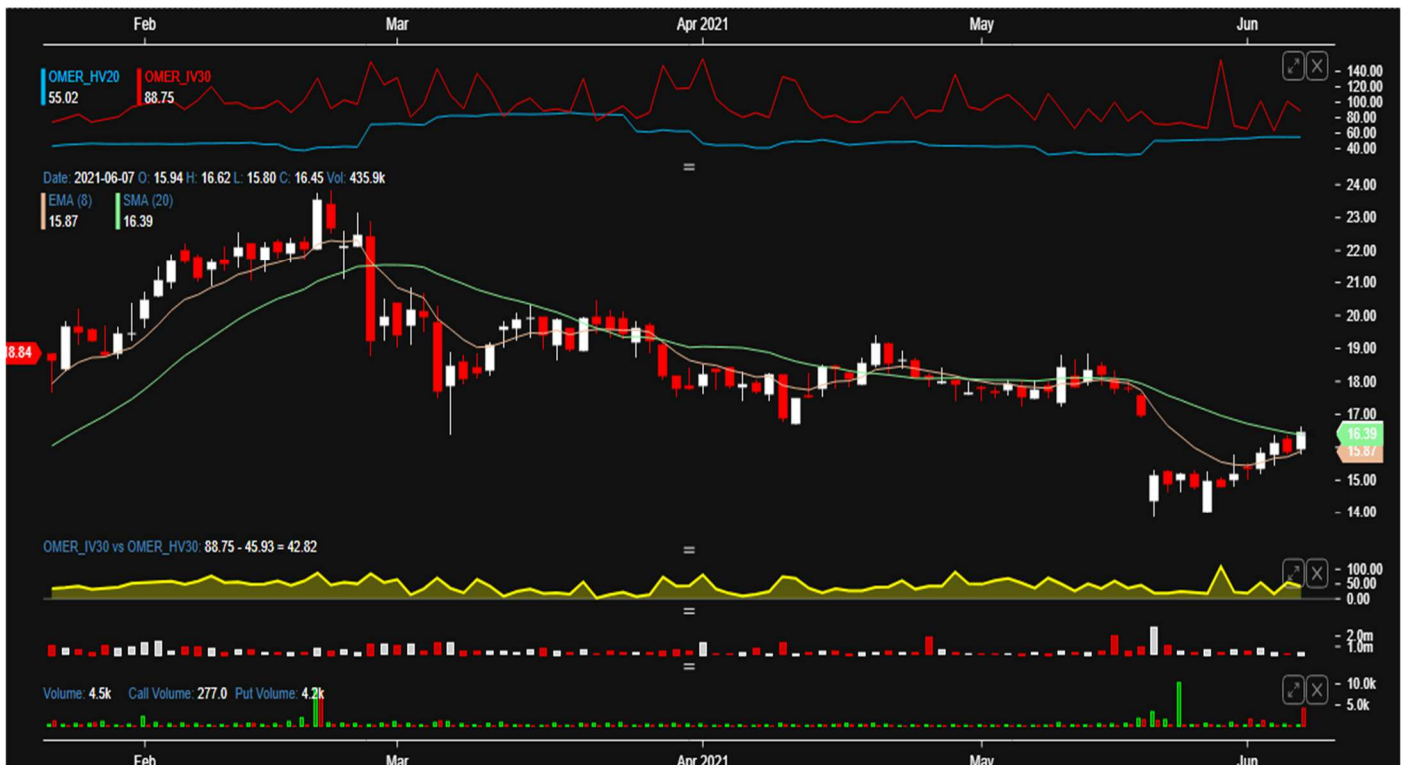 Feb Mar Apr 2021 May Jun
OMER_HV20 OMER_IV30
55.02 88.75
140.00
120.00
100.00
80.00
60.00
40.00
Date: 2021-06-07 O: 15.94 H: 16.62 L: 15.80 C: 16.45 Vol: 435.9k
EMA (8) SMA (20)
15.87 16.39
24.00
23.00
22.00
21.00
20.00
19.00
18.84
18.00
17.00
16.39
15.87
15.00
14.00
OMER_IV30 vs OMER_HV30: 88.75 - 45.93 = 42.82
100.00
50.00
0.00
2.0m
1.0m
Volume: 4.5k Call Volume: 277.0 Put Volume: 4.2k
10.0k
5.0k
Feb Mar Apr 2021 May Jun